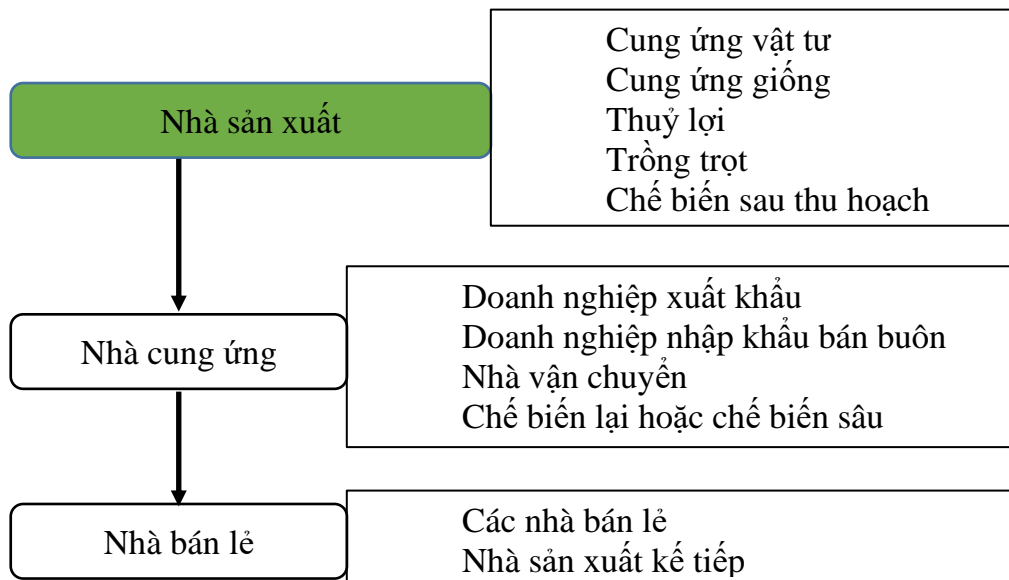 Nhà sản xuất
Cung ứng vật tư
Cung ứng giống
Thuỷ lợi
Trồng trọt
Chế biến sau thu hoạch
Nhà cung ứng
Doanh nghiệp xuất khẩu
Doanh nghiệp nhập khẩu bán buôn
Nhà vận chuyển
Chế biến lại hoặc chế biến sâu
Nhà bán lẻ
Các nhà bán lẻ
Nhà sản xuất kế tiếp